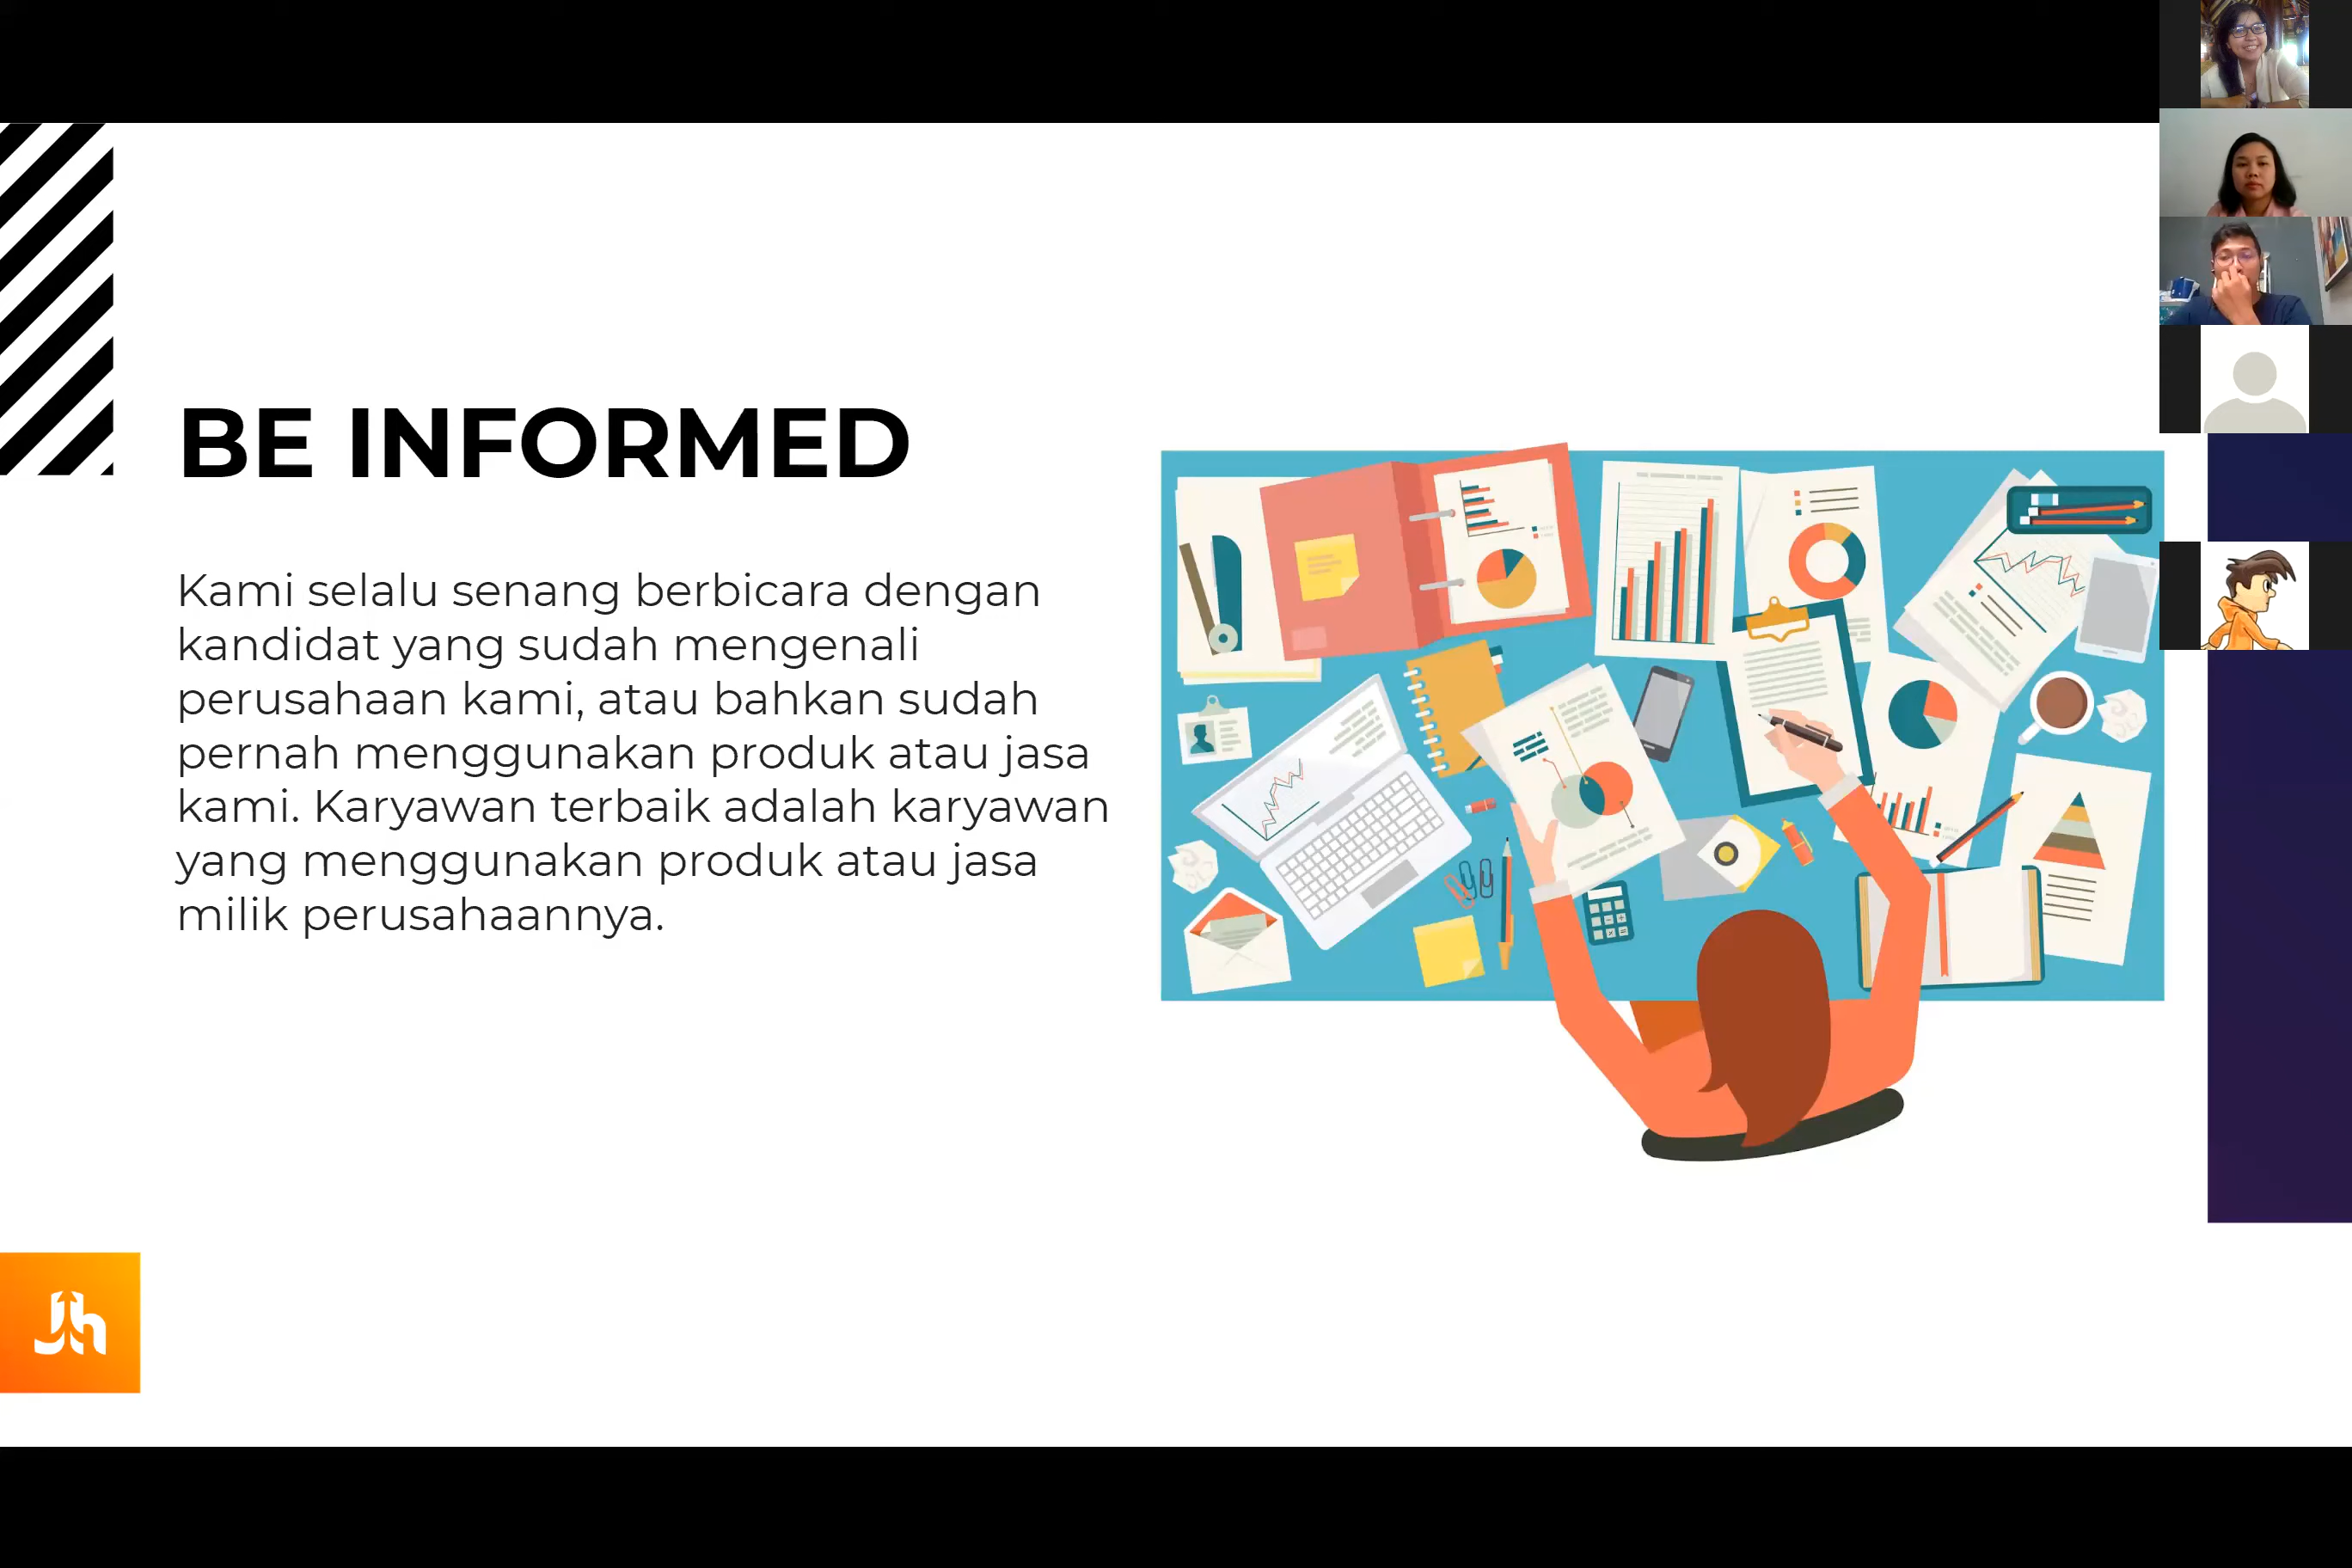 BE INFORMED
Kami selalu senang berbicara dengan
kandidat yang sudah mengenali
perusahaan kami, atau bahkan sudah
pernah menggunakan produk atau jasa
kami. Karyawan terbaik adalah karyawan
yang menggunakan produk atau jasa
milik perusahaannya.
Jh